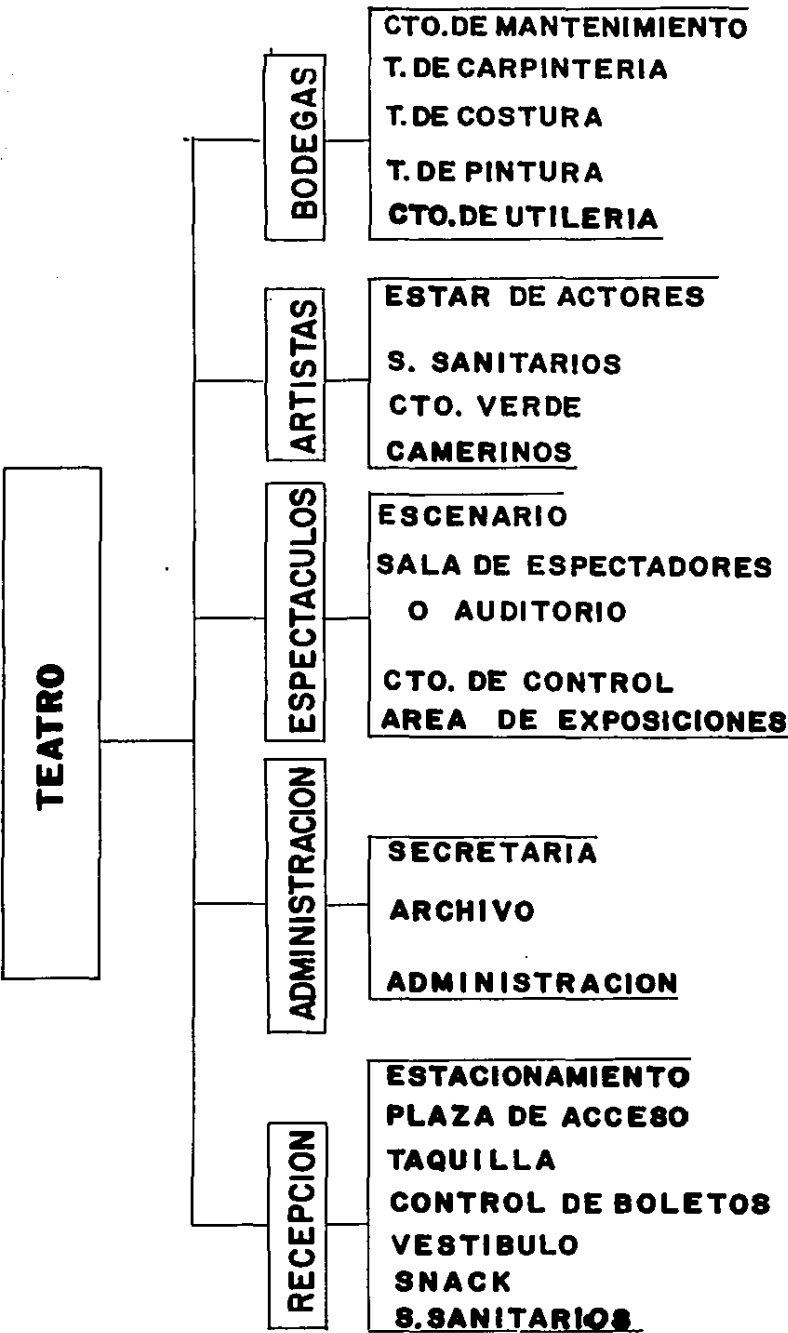 TEATRO
BODEGAS
CTO.DE MANTENIMIENTO
T. DE CARPINTERIA
T. DE COSTURA
T. DE PINTURA
CTO. DE UTILERIA
ARTISTAS
ESTAR DE ACTORES
S. SANITARIOS
CTO. VERDE
CAMERINOS
ESPECTACULOS
ESCENARIO
SALA DE ESPECTADORES
O AUDITORIO
CTO. DE CONTROL
AREA DE EXPOSICIONES
ADMINISTRACION
SECRETARIA
ARCHIVO
ADMINISTRACION
RECEPCION
ESTACIONAMIENTO
PLAZA DE ACCESO
TAQUILLA
CONTROL DE BOLETOS
VESTIBULO
SNACK
S. SANITARIOS